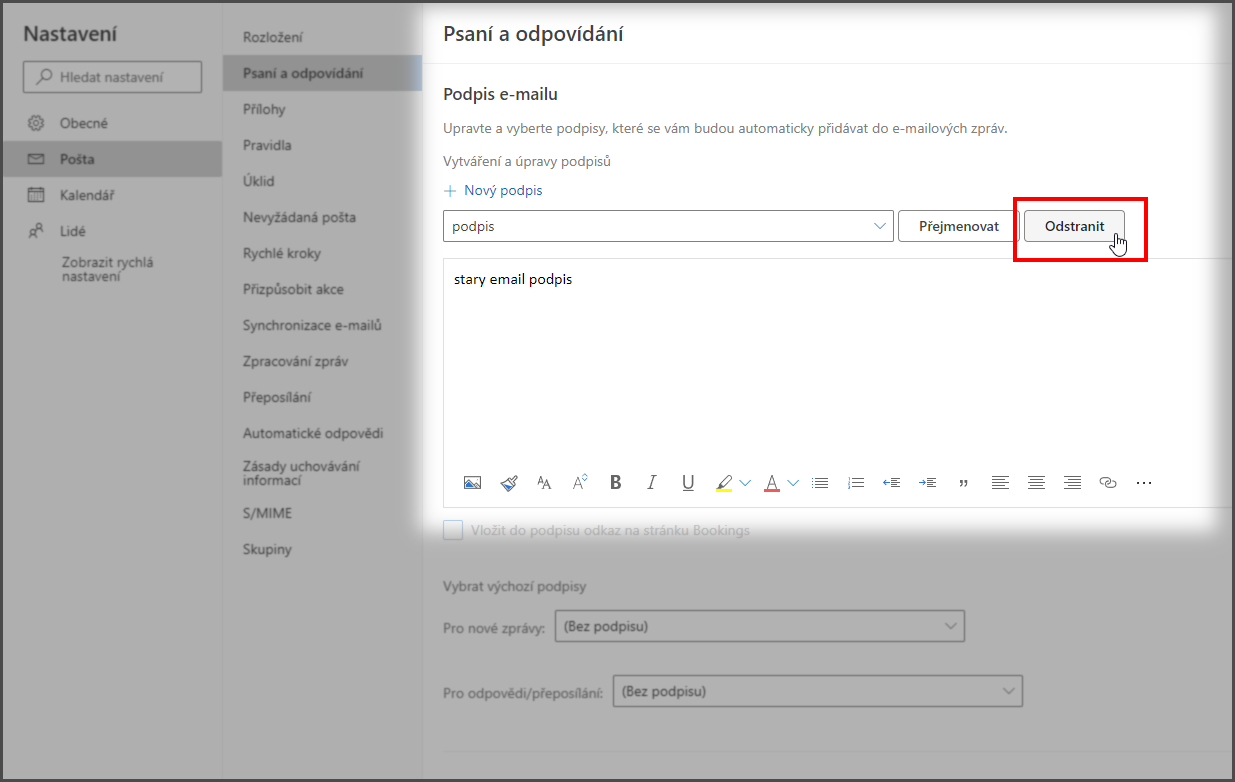 Nastavení
Hledat nastavení
Obecné
Pošta
Kalendář
Lidé
Zobrazit rychlá
nastavení
Rozložení
Psaní a odpovídání
Přílohy
Pravidla
Úklid
Nevyžádaná pošta
Rychlé kroky
Přizpůsobit akce
Synchronizace e-mailů
Zpracování zpráv
Přeposílání
Automatické odpovědi
Zásady uchovávání
informací
S/MIME
Skupiny
Psaní a odpovídání
Podpis e-mailu
Upravte a vyberte podpisy, které se vám budou automaticky přidávat do e-mailových zpráv.
Vytváření a úpravy podpisů
+ Nový podpis
podpis
Přejmenovat
Odstranit
stary email podpis
Vložit do podpisu odkaz na stránku Bookings
Vybrat výchozí podpisy
Pro nové zprávy: (Bez podpisu)
Pro odpovědi/přeposílání: (Bez podpisu)